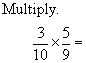 Multiply.
3/10 × 5/9 =